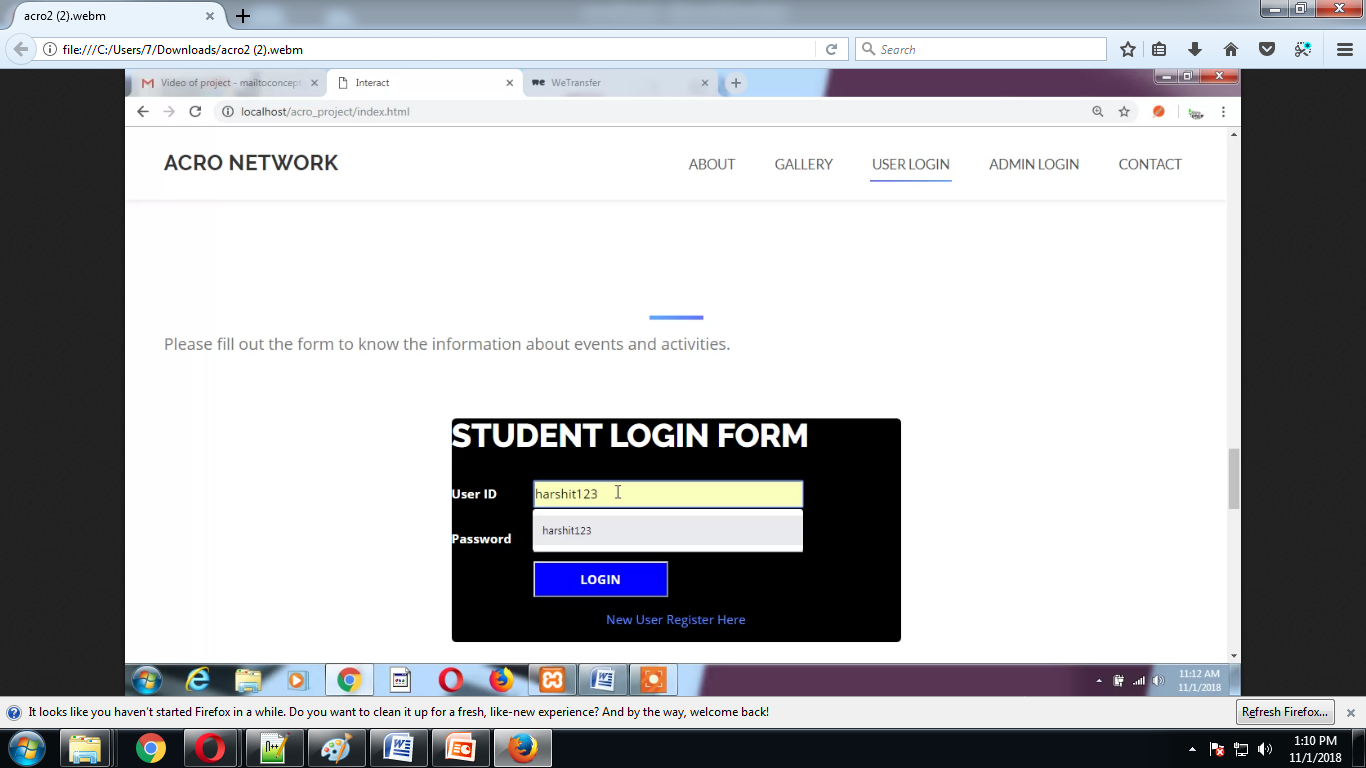 acro2 (2).webm
file:///C:/Users/7/Downloads/acro2 (2).webm
Search
Video of project - mailtoconcept
Interact
WeTransfer
localhost/acro_project/index.html
ACRO NETWORK
ABOUT
GALLERY
USER LOGIN
ADMIN LOGIN
CONTACT
Please fill out the form to know the information about events and activities.
STUDENT LOGIN FORM
User ID
harshit123
harshit123
Password
LOGIN
New User Register Here
11:12 AM
11/1/2018
It looks like you haven't started Firefox in a while. Do you want to clean it up for a fresh, like-new experience? And by the way, welcome back!
Refresh Firefox...
1:10 PM
11/1/2018